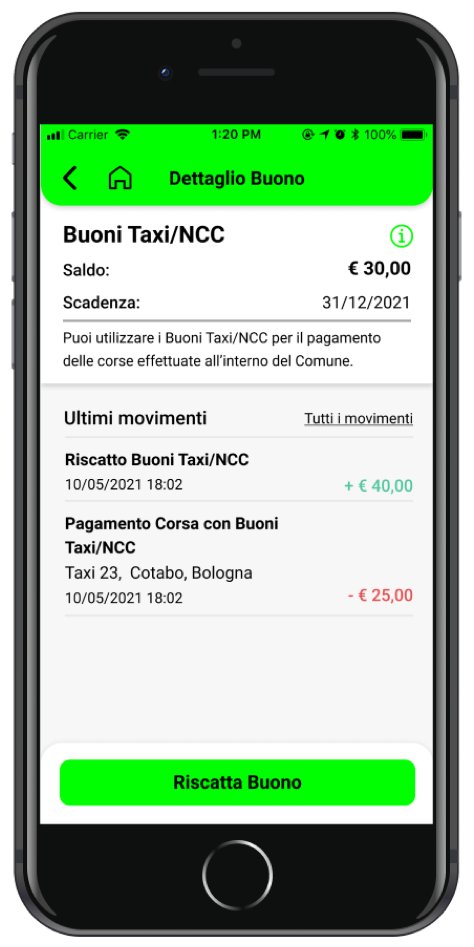 Carrier 1:20 PM 100%
Dettaglio Buono
Buoni Taxi/NCC
Saldo: € 30,00
Scadenza: 31/12/2021
Puoi utilizzare i Buoni Taxi/NCC per il pagamento
delle corse effettuate all’interno del Comune.
Ultimi movimenti Tutti i movimenti
Riscatto Buoni Taxi/NCC
10/05/2021 18:02 + € 40,00
Pagamento Corsa con Buoni
Taxi/NCC
Taxi 23, Cotabo, Bologna
10/05/2021 18:02 - € 25,00
Riscatta Buono